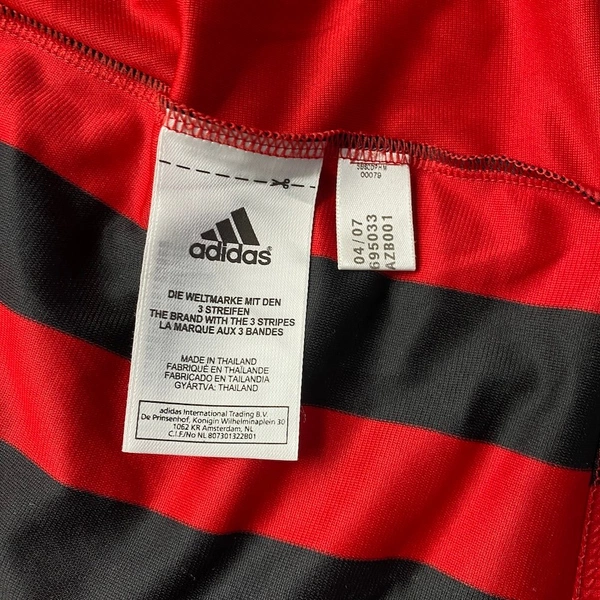 adidas
DIE WELTMARKE MIT DEN
3 STREIFEN
THE BRAND WITH THE 3 STRIPES
LA MARQUE AUX 3 BANDES
MADE IN THAILAND
FABRIQUÉ EN THAÏLANDE
FABRICADO EN TAILANDIA
GYÁRTVA: THAILAND
adidas International Trading B.V.
De Prinsenhof, Konigin Wilhelminaplein 30
1062 KR Amsterdam, NL
C.I.F./No NL 807301322B01
00079
04/07
695033
AZB001